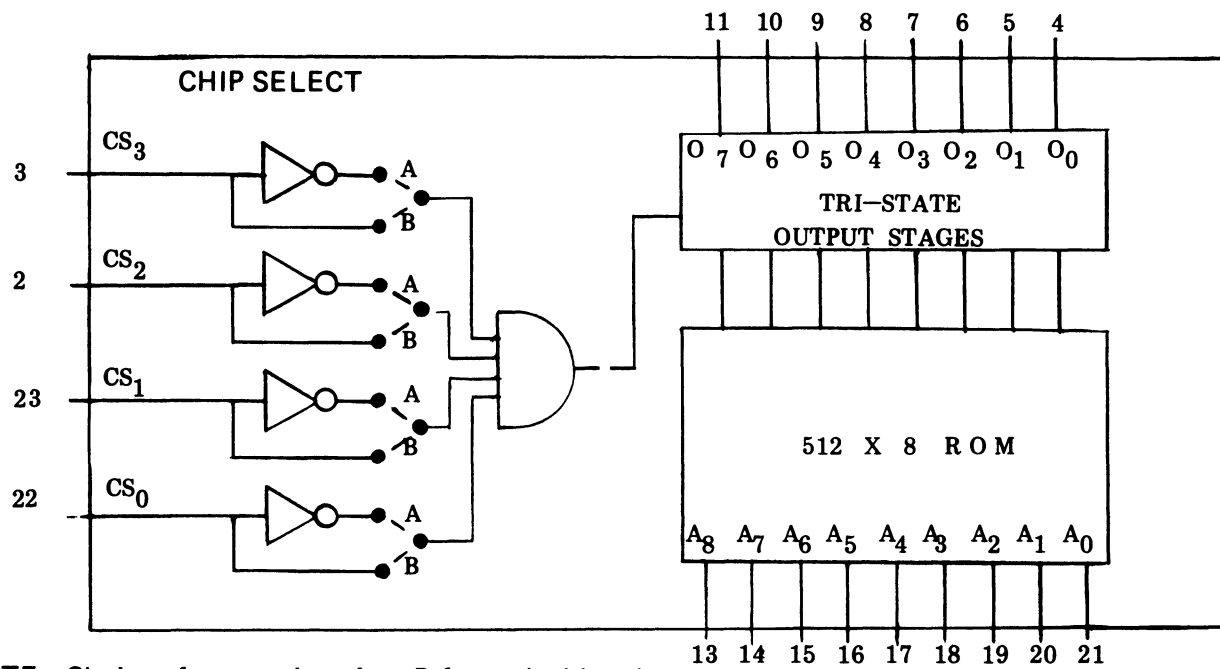 11 10 9 8 7 6 5 4
CHIP SELECT
3 CS3 A B
O7 O6 O5 O4 O3 O2 O1 O0
TRI-STATE
OUTPUT STAGES
2 CS2 A B
23 CS1 A B
512 X 8 ROM
22 CS0 A B
A8 A7 A6 A5 A4 A3 A2 A1 A0
13 14 15 16 17 18 19 20 21